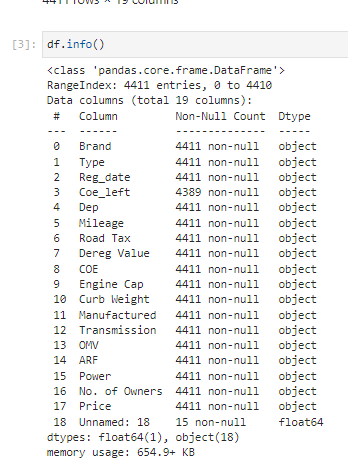 4411 rows × 19 columns
[3]: df.info()
<class 'pandas.core.frame.DataFrame'>
RangeIndex: 4411 entries, 0 to 4410
Data columns (total 19 columns):
 #   Column         Non-Null Count  Dtype
---  ------         --------------  -----
 0   Brand          4411 non-null   object
 1   Type           4411 non-null   object
 2   Reg_date       4411 non-null   object
 3   Coe_left       4389 non-null   object
 4   Dep            4411 non-null   object
 5   Mileage        4411 non-null   object
 6   Road Tax       4411 non-null   object
 7   Dereg Value    4411 non-null   object
 8   COE            4411 non-null   object
 9   Engine Cap     4411 non-null   object
 10  Curb Weight    4411 non-null   object
 11  Manufactured   4411 non-null   object
 12  Transmission   4411 non-null   object
 13  OMV            4411 non-null   object
 14  ARF            4411 non-null   object
 15  Power          4411 non-null   object
 16  No. of Owners  4411 non-null   object
 17  Price          4411 non-null   object
 18  Unnamed: 18    15 non-null     float64
dtypes: float64(1), object(18)
memory usage: 654.9+ KB